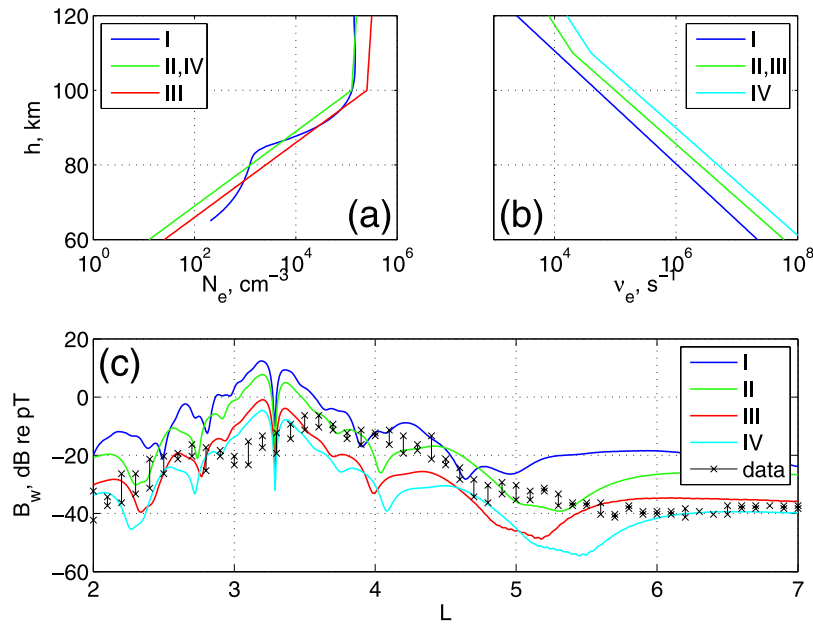 120
100
80
60
h, km
I
II,IV
III
(a)
10^0
10^2
10^4
10^6
N_e, cm^-3
I
II,III
IV
(b)
10^4
10^6
10^8
ν_e, s^-1
(c)
20
0
−20
−40
−60
B_w, dB re pT
I
II
III
IV
data
2
3
4
5
6
7
L